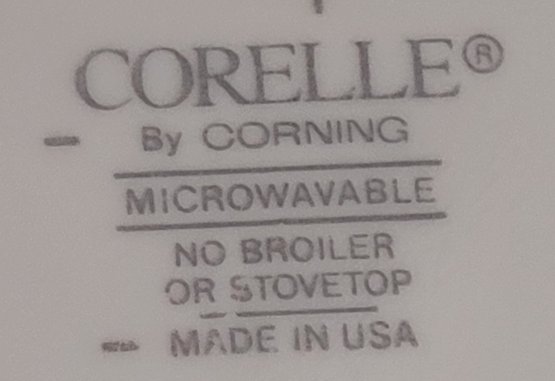 CORELLE®
By CORNING
MICROWAVABLE
NO BROILER
OR STOVETOP
MADE IN USA